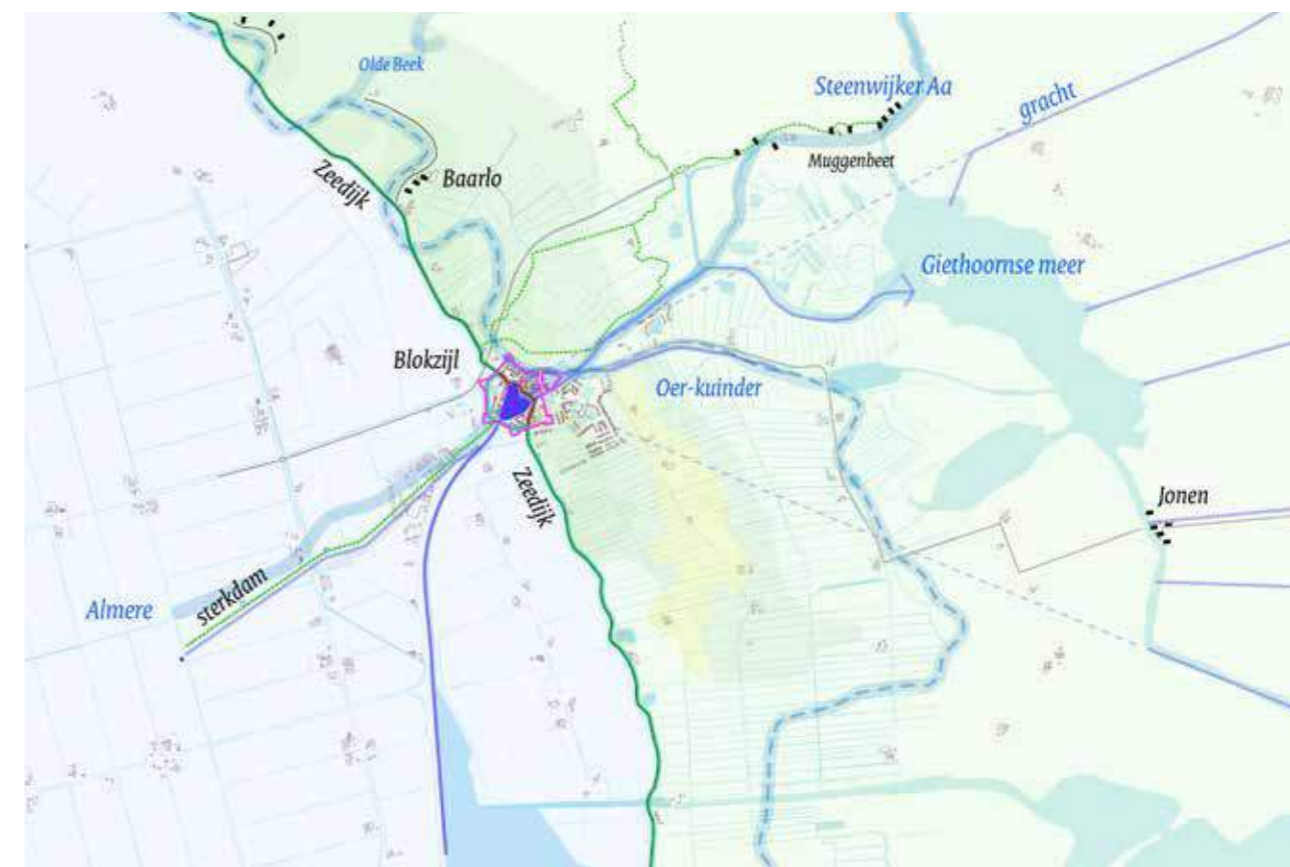 Olde Beek
Steenwijker Aa
gracht
Muggenbeet
Zeedijk
Baarlo
Giethoornse meer
Blokzijl
Oer-kuinder
Zeedijk
Jonen
Almere
sterkdam